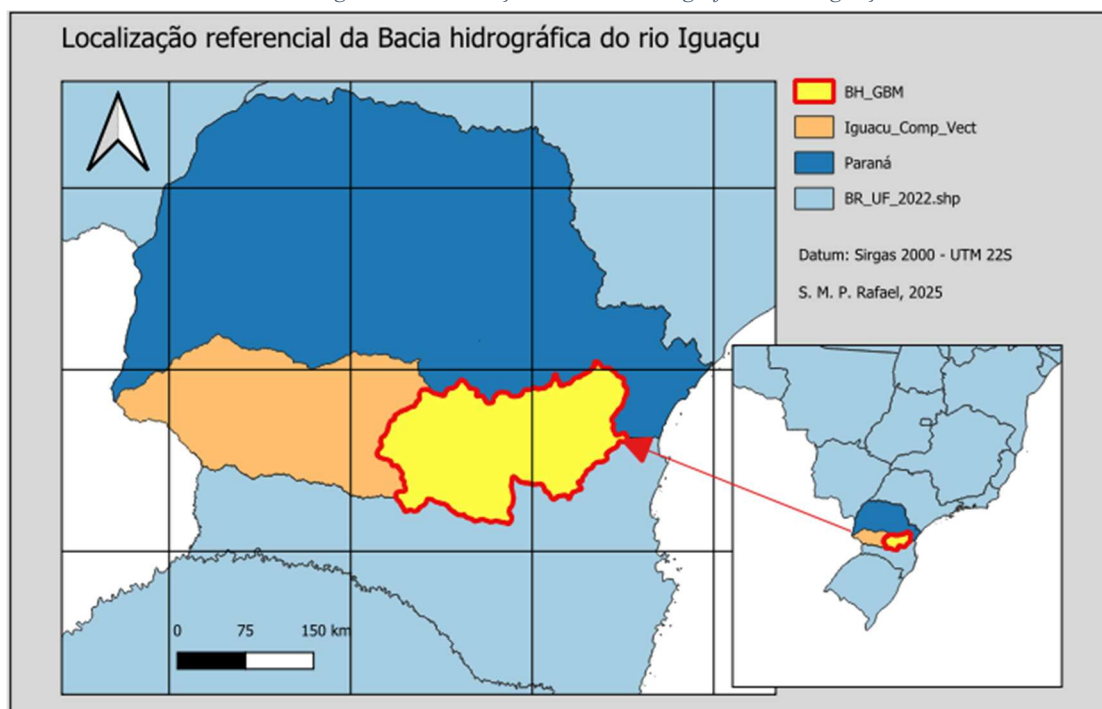 Localização referencial da Bacia hidrográfica do rio Iguaçu
BH_GBM
Iguacu_Comp_Vect
Paraná
BR_UF_2022.shp
Datum: Sirgas 2000 - UTM 22S
S. M. P. Rafael, 2025
0 75 150 km